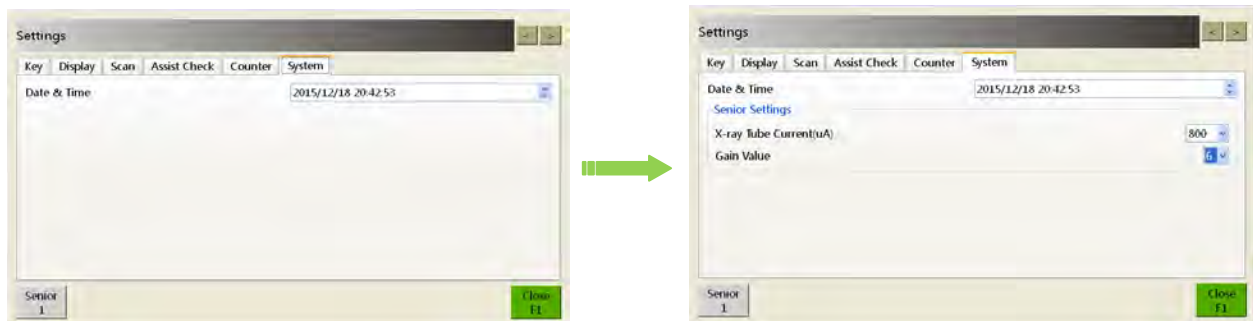 Settings
< >
Key Display Scan Assist Check Counter System
Date & Time 2015/12/18 20:42:53
Senior
1
Close
F1
Settings
< >
Key Display Scan Assist Check Counter System
Date & Time 2015/12/18 20:42:53
Senior Settings
X-ray Tube Current(uA) 800
Gain Value 6
Senior
1
Close
F1